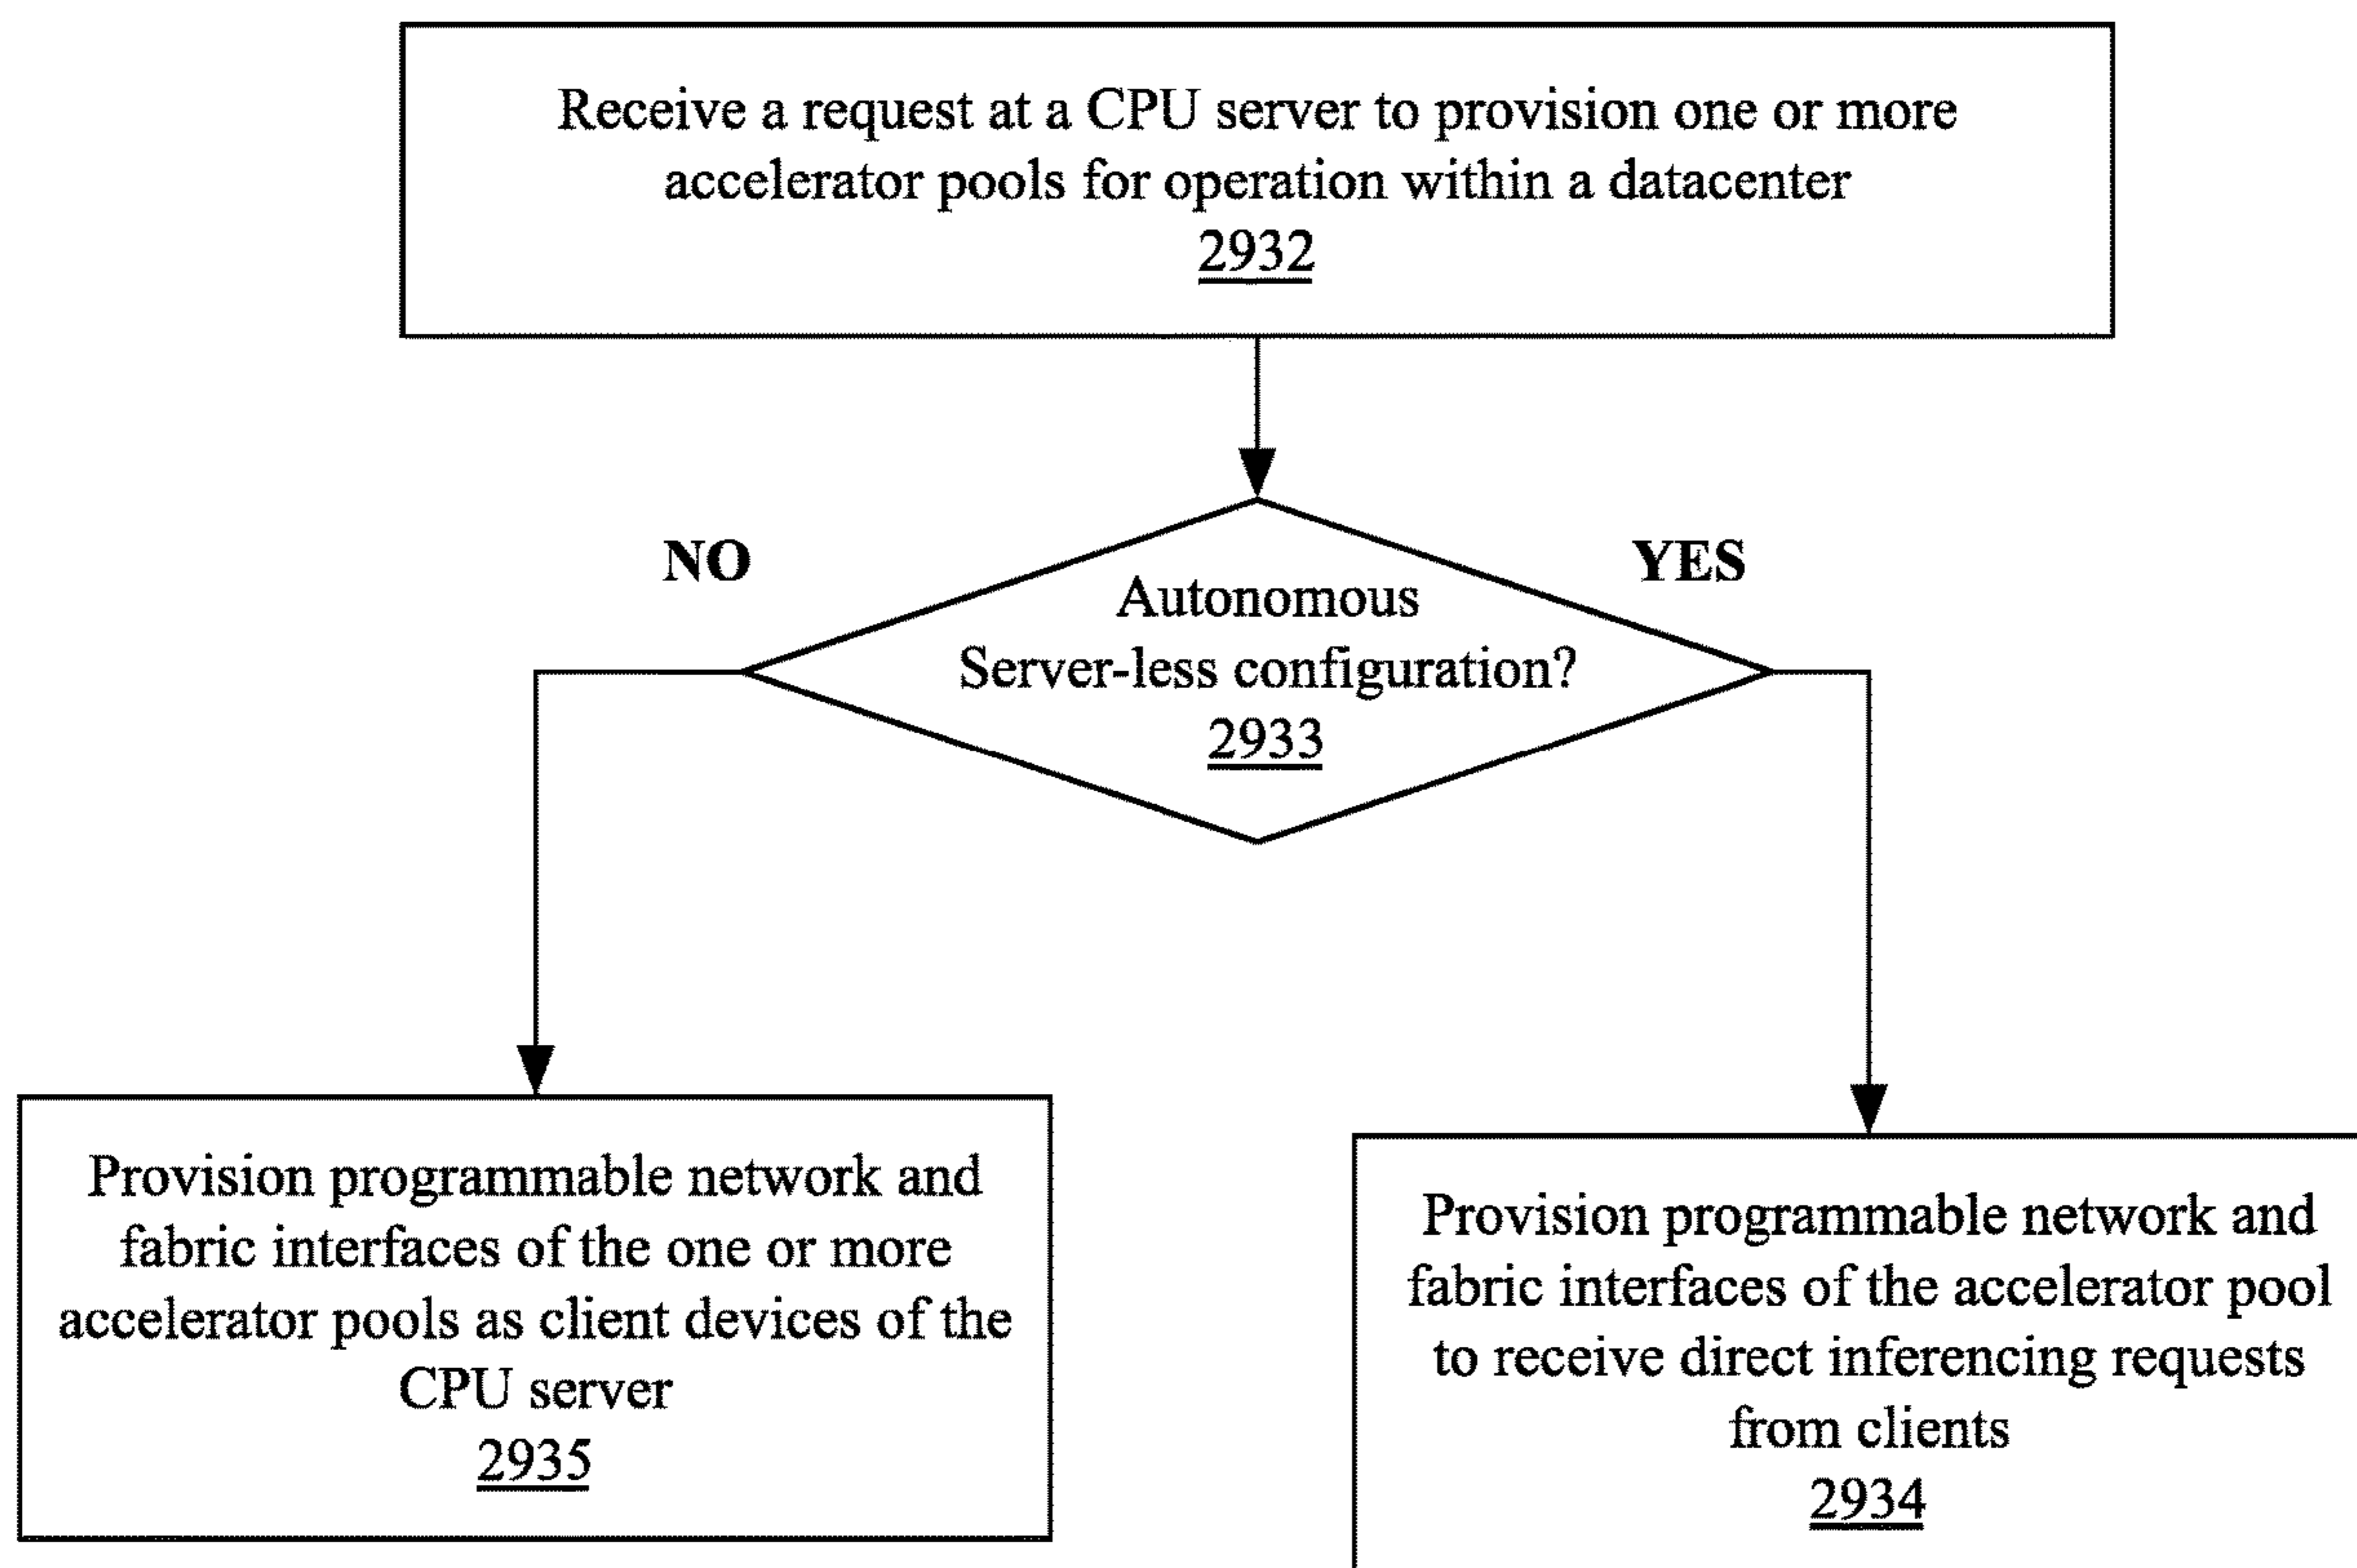 Receive a request at a CPU server to provision one or more
accelerator pools for operation within a datacenter
2932
NO
YES
Autonomous
Server-less configuration?
2933
Provision programmable network and
fabric interfaces of the one or more
accelerator pools as client devices of the
CPU server
2935
Provision programmable network and
fabric interfaces of the accelerator pool
to receive direct inferencing requests
from clients
2934